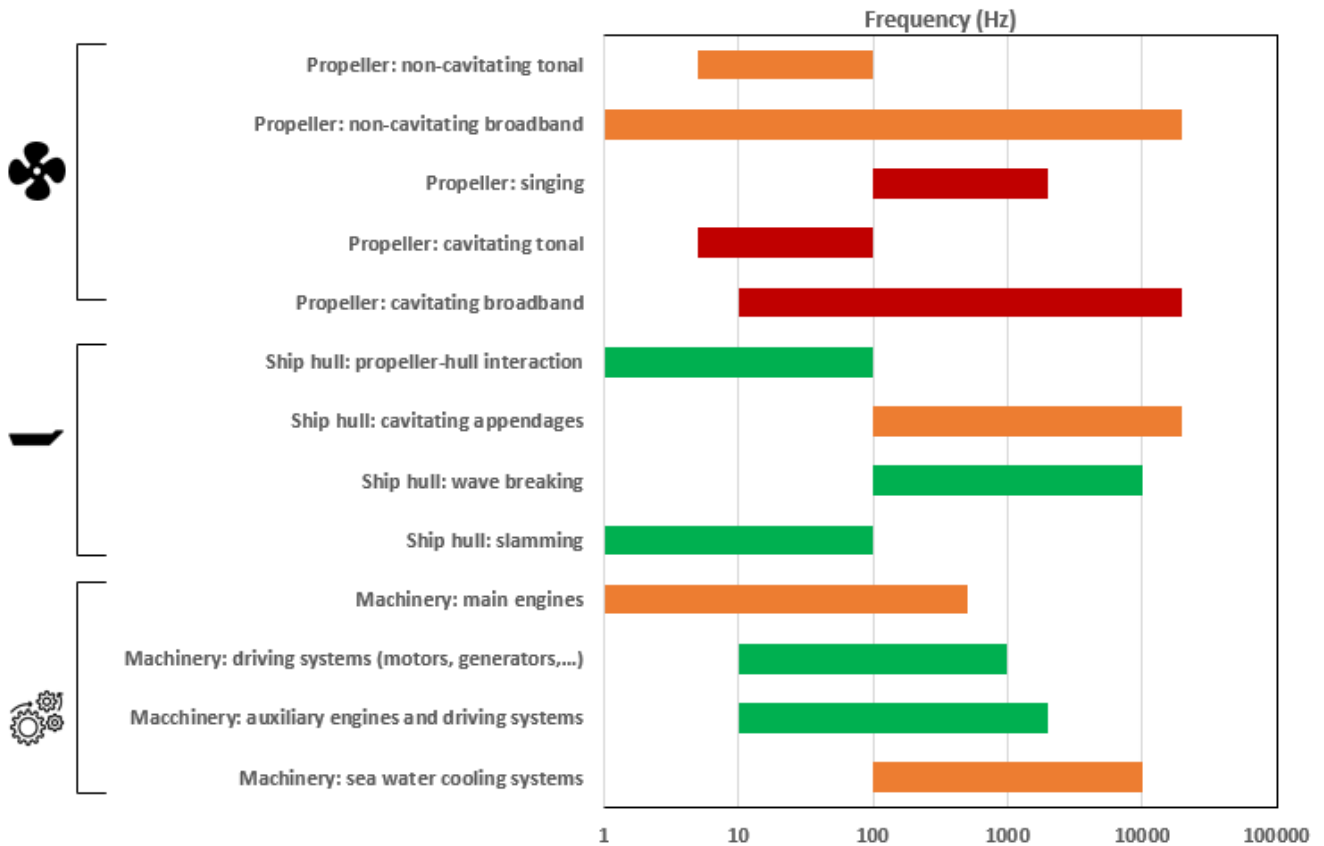 Frequency (Hz)
Propeller: non-cavitating tonal
Propeller: non-cavitating broadband
Propeller: singing
Propeller: cavitating tonal
Propeller: cavitating broadband
Ship hull: propeller-hull interaction
Ship hull: cavitating appendages
Ship hull: wave breaking
Ship hull: slamming
Machinery: main engines
Machinery: driving systems (motors, generators,...)
Macchinery: auxiliary engines and driving systems
Machinery: sea water cooling systems
1 10 100 1000 10000 100000